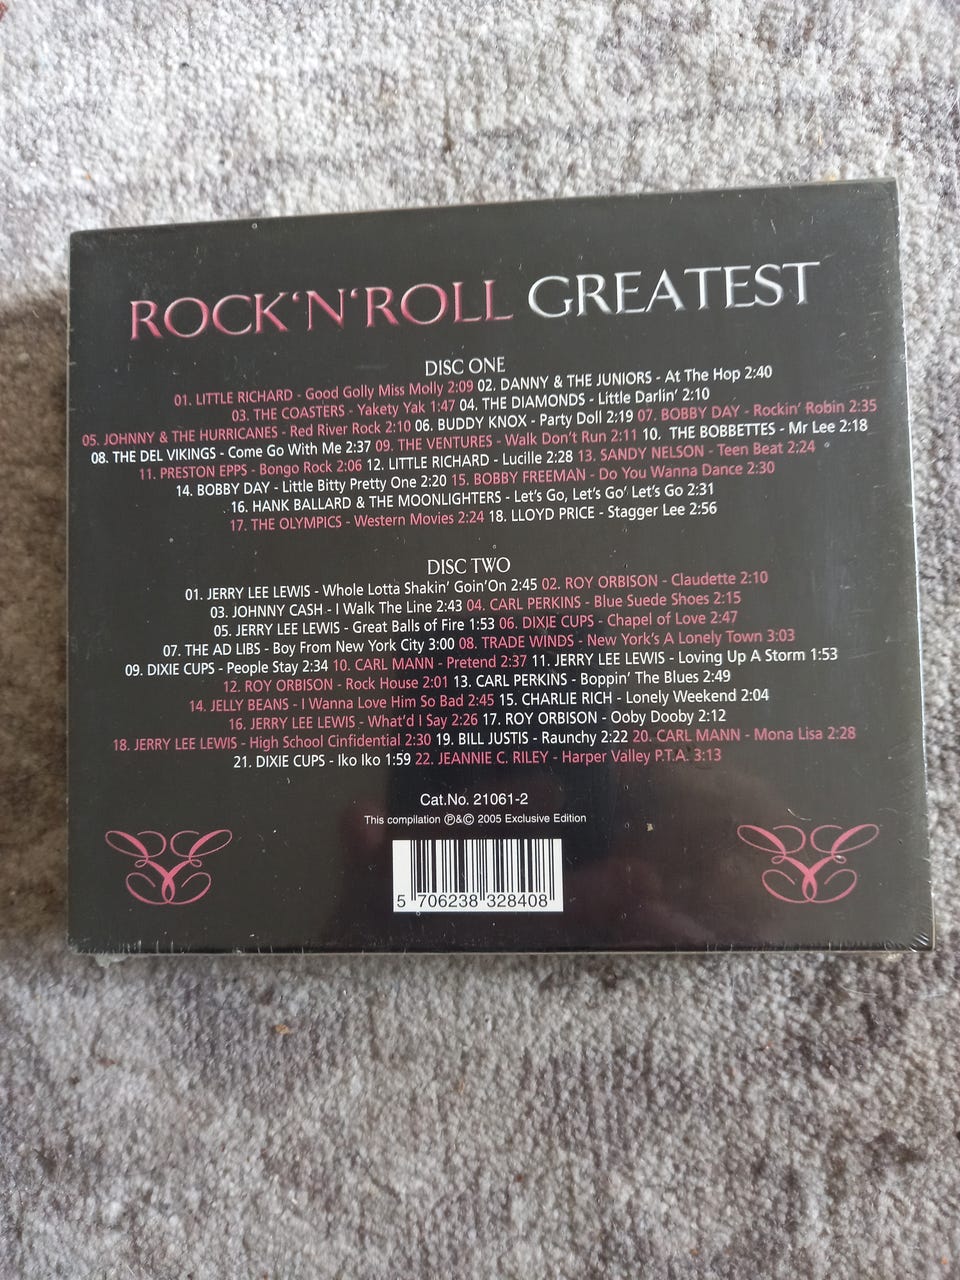 ROCK'N'ROLL GREATEST
DISC ONE
01. LITTLE RICHARD - Good Golly Miss Molly 2:09 02. DANNY & THE JUNIORS - At The Hop 2:40
03. THE COASTERS - Yakety Yak 1:47 04. THE DIAMONDS - Little Darlin' 2:10
05. JOHNNY & THE HURRICANES - Red River Rock 2:10 06. BUDDY KNOX - Party Doll 2:19 07. BOBBY DAY - Rockin' Robin 2:35
08. THE DEL VIKINGS - Come Go With Me 2:37 09. THE VENTURES - Walk Don't Run 2:11 10. THE BOBBETTES - Mr Lee 2:18
11. PRESTON EPPS - Bongo Rock 2:06 12. LITTLE RICHARD - Lucille 2:28 13. SANDY NELSON - Teen Beat 2:24
14. BOBBY DAY - Little Bitty Pretty One 2:20 15. BOBBY FREEMAN - Do You Wanna Dance 2:30
16. HANK BALLARD & THE MOONLIGHTERS - Let's Go, Let's Go' Let's Go 2:31
17. THE OLYMPICS - Western Movies 2:24 18. LLOYD PRICE - Stagger Lee 2:56
DISC TWO
01. JERRY LEE LEWIS - Whole Lotta Shakin' Goin'On 2:45 02. ROY ORBISON - Claudette 2:10
03. JOHNNY CASH - I Walk The Line 2:43 04. CARL PERKINS - Blue Suede Shoes 2:15
05. JERRY LEE LEWIS - Great Balls of Fire 1:53 06. DIXIE CUPS - Chapel of Love 2:47
07. THE AD LIBS - Boy From New York City 3:00 08. TRADE WINDS - New York's A Lonely Town 3:03
09. DIXIE CUPS - People Stay 2:34 10. CARL MANN - Pretend 2:37 11. JERRY LEE LEWIS - Loving Up A Storm 1:53
12. ROY ORBISON - Rock House 2:01 13. CARL PERKINS - Boppin' The Blues 2:49
14. JELLY BEANS - I Wanna Love Him So Bad 2:45 15. CHARLIE RICH - Lonely Weekend 2:04
16. JERRY LEE LEWIS - What'd I Say 2:26 17. ROY ORBISON - Ooby Dooby 2:12
18. JERRY LEE LEWIS - High School Cinfidential 2:30 19. BILL JUSTIS - Raunchy 2:22 20. CARL MANN - Mona Lisa 2:28
21. DIXIE CUPS - Iko Iko 1:59 22. JEANNIE C. RILEY - Harper Valley P.T.A. 3:13
Cat.No. 21061-2
This compilation ℗&© 2005 Exclusive Edition
5 706238 328408